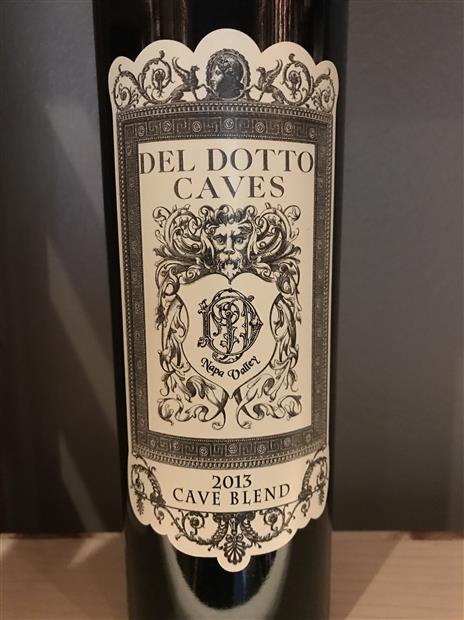 DEL DOTTO
CAVES
Napa Valley
2013
CAVE BLEND